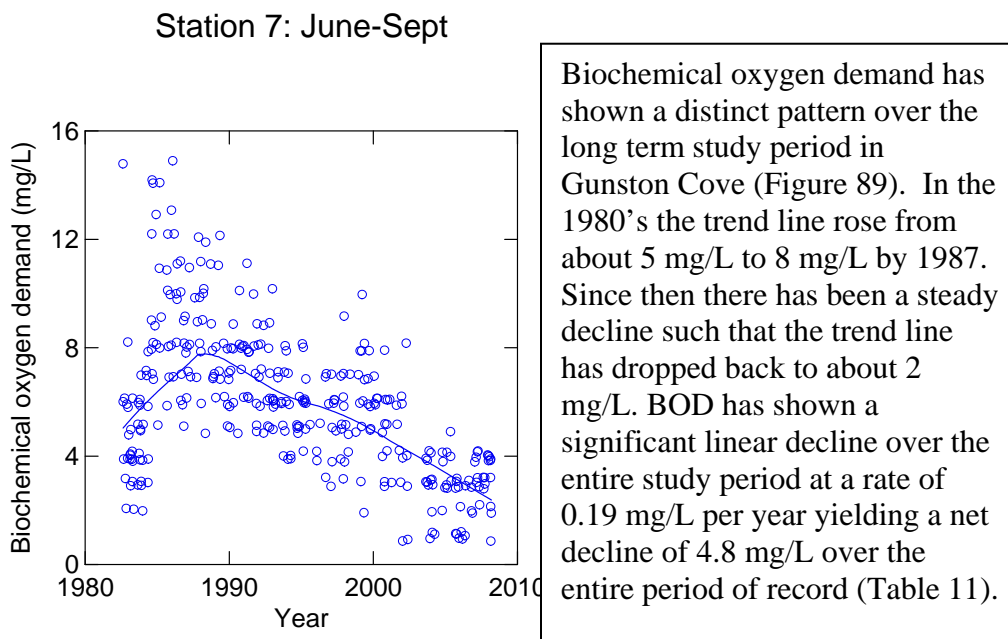 Station 7: June-Sept
16
12
8
4
0
1980
1990
2000
2010
Biochemical oxygen demand (mg/L)
Year
Biochemical oxygen demand has
shown a distinct pattern over the
long term study period in
Gunston Cove (Figure 89).  In the
1980's the trend line rose from
about 5 mg/L to 8 mg/L by 1987.
Since then there has been a steady
decline such that the trend line
has dropped back to about 2
mg/L. BOD has shown a
significant linear decline over the
entire study period at a rate of
0.19 mg/L per year yielding a net
decline of 4.8 mg/L over the
entire period of record (Table 11).